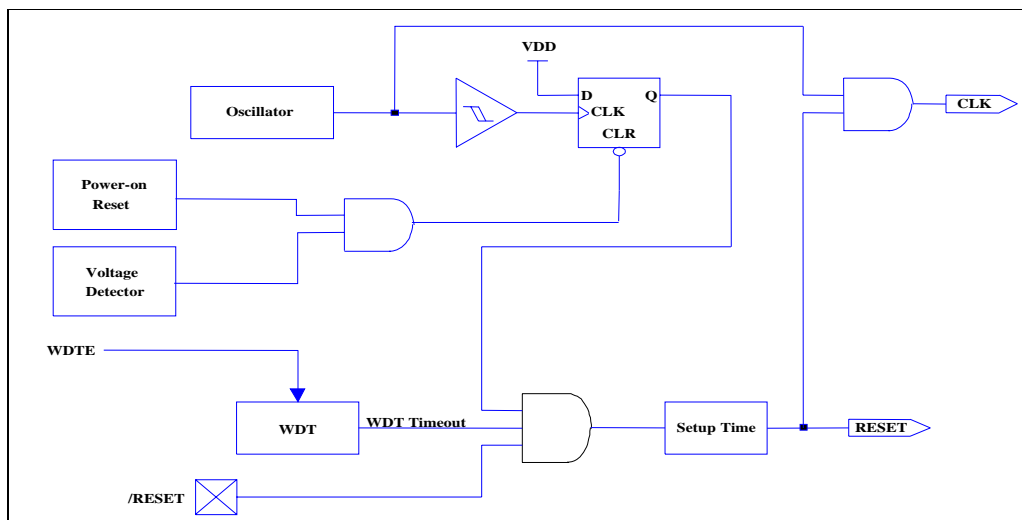 VDD
D
Q
CLK
CLR
Oscillator
CLK
Power-on
Reset
Voltage
Detector
WDTE
WDT
WDT Timeout
Setup Time
RESET
/RESET